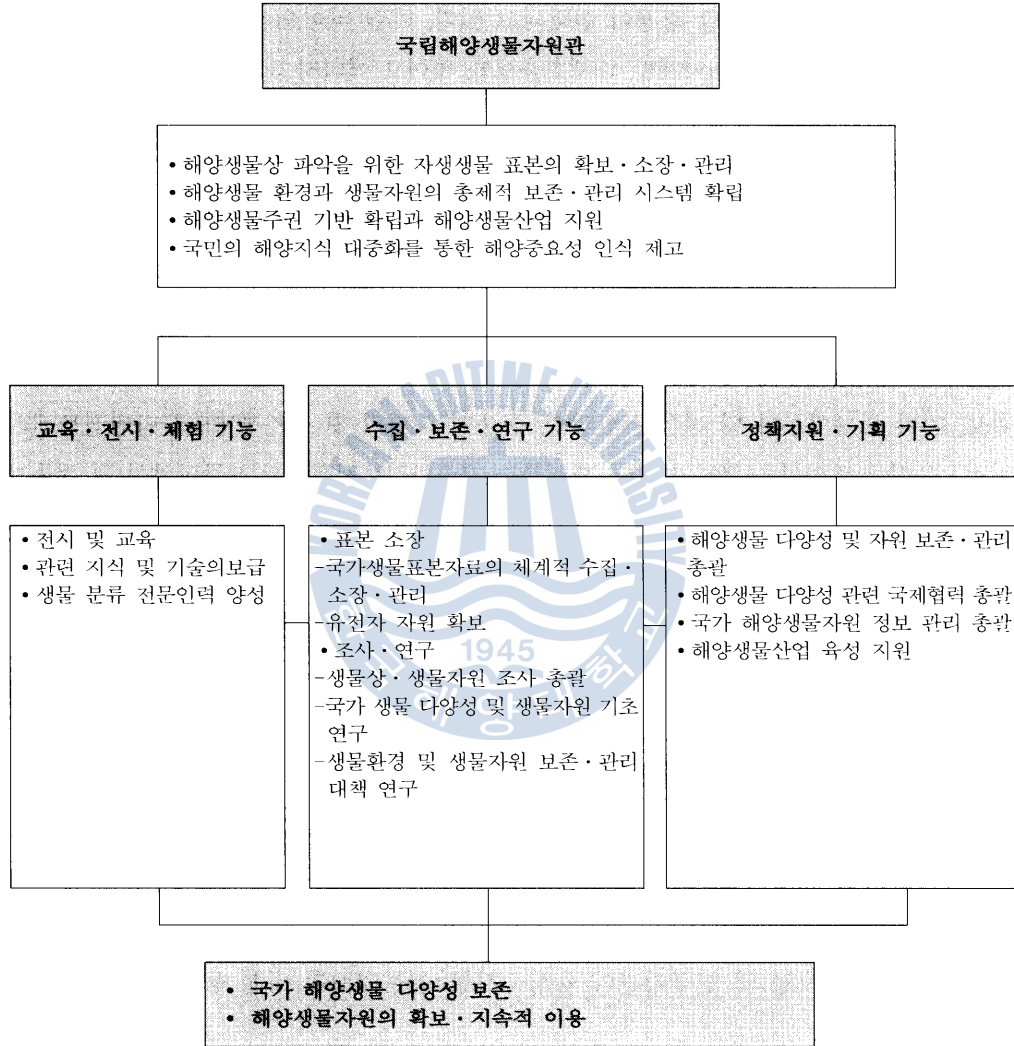 국립해양생물자원관
• 해양생물상 파악을 위한 자생생물 표본의 확보·소장·관리
• 해양생물 환경과 생물자원의 총체적 보존·관리 시스템 확립
• 해양생물주권 기반 확립과 해양생물산업 지원
• 국민의 해양지식 대중화를 통한 해양중요성 인식 제고
교육·전시·체험 기능
• 전시 및 교육
• 관련 지식 및 기술의보급
• 생물 분류 전문인력 양성
수집·보존·연구 기능
• 표본 소장
-국가생물표본자료의 체계적 수집·
소장·관리
-유전자 자원 확보
• 조사·연구
-생물상·생물자원 조사 총괄
-국가 생물 다양성 및 생물자원 기초
연구
-생물환경 및 생물자원 보존·관리
대책 연구
정책지원·기획 기능
• 해양생물 다양성 및 자원 보존·관리
총괄
• 해양생물 다양성 관련 국제협력 총괄
• 국가 해양생물자원 정보 관리 총괄
• 해양생물산업 육성 지원
• 국가 해양생물 다양성 보존
• 해양생물자원의 확보·지속적 이용
KOREA MARITIME UNIVERSITY
1945
한국해양대학교